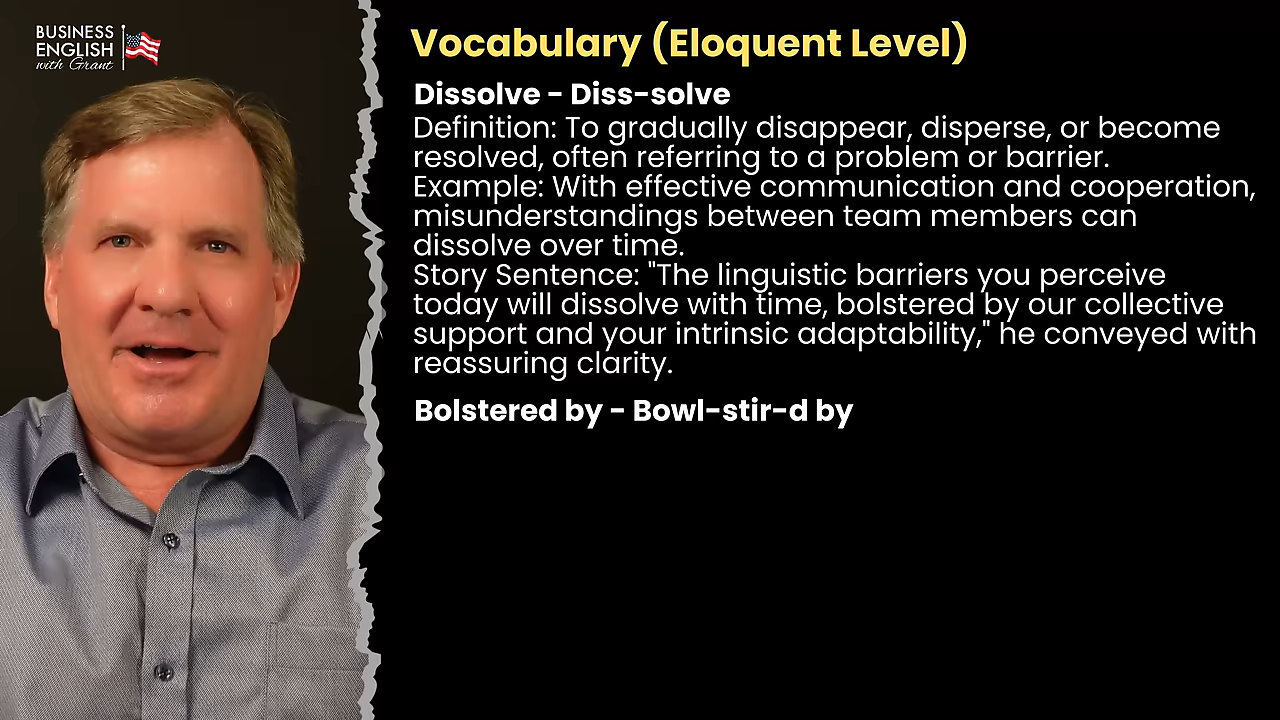 BUSINESS
ENGLISH
with Grant
Vocabulary (Eloquent Level)
Dissolve - Diss-solve
Definition: To gradually disappear, disperse, or become
resolved, often referring to a problem or barrier.
Example: With effective communication and cooperation,
misunderstandings between team members can
dissolve over time.
Story Sentence: "The linguistic barriers you perceive
today will dissolve with time, bolstered by our collective
support and your intrinsic adaptability," he conveyed with
reassuring clarity.
Bolstered by - Bowl-stir-d by